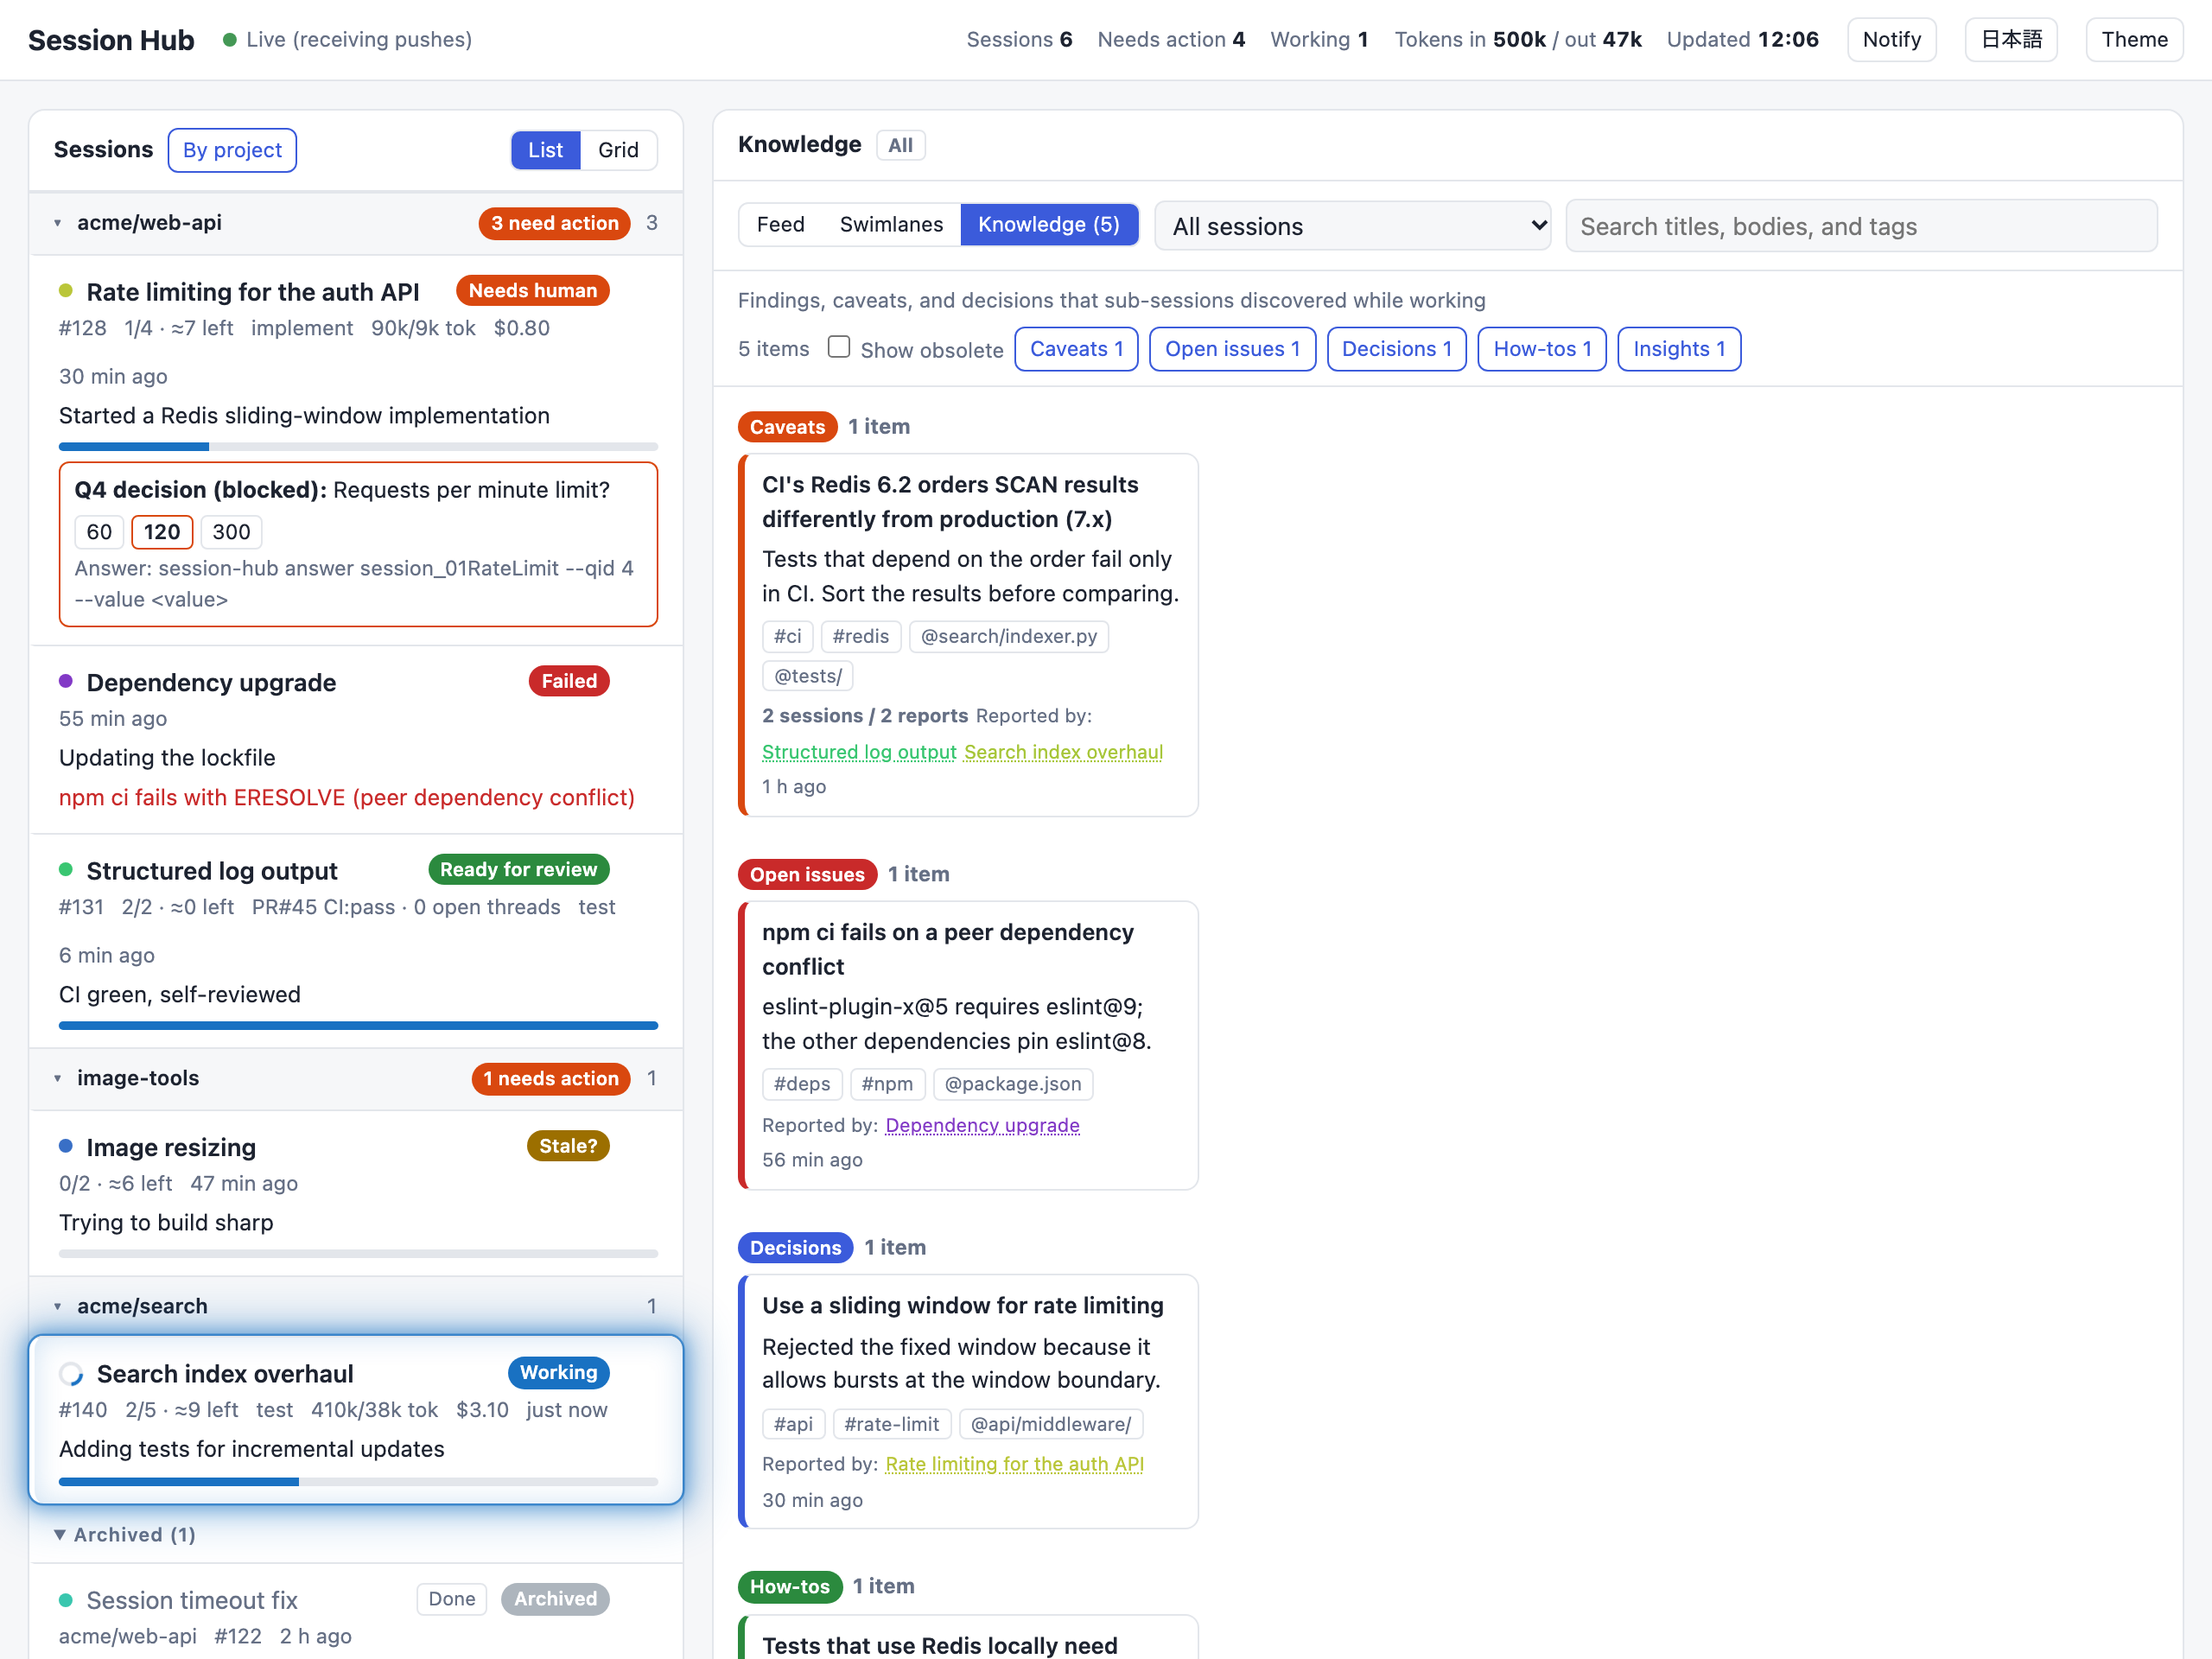 Session Hub Live (receiving pushes) Sessions 6 Needs action 4 Working 1 Tokens in 500k / out 47k Updated 12:06 Notify 日本語 Theme
Sessions By project List Grid
▾ acme/web-api 3 need action 3
Rate limiting for the auth API Needs human
#128 1/4 · ≈7 left implement 90k/9k tok $0.80
30 min ago
Started a Redis sliding-window implementation
Q4 decision (blocked): Requests per minute limit?
60 120 300
Answer: session-hub answer session_01RateLimit --qid 4
--value <value>
Dependency upgrade Failed
55 min ago
Updating the lockfile
npm ci fails with ERESOLVE (peer dependency conflict)
Structured log output Ready for review
#131 2/2 · ≈0 left PR#45 CI:pass · 0 open threads test
6 min ago
CI green, self-reviewed
▾ image-tools 1 needs action 1
Image resizing Stale?
0/2 · ≈6 left 47 min ago
Trying to build sharp
▾ acme/search 1
Search index overhaul Working
#140 2/5 · ≈9 left test 410k/38k tok $3.10 just now
Adding tests for incremental updates
▼ Archived (1)
Session timeout fix Done Archived
acme/web-api #122 2 h ago
Knowledge All
Feed Swimlanes Knowledge (5) All sessions Search titles, bodies, and tags
Findings, caveats, and decisions that sub-sessions discovered while working
5 items Show obsolete Caveats 1 Open issues 1 Decisions 1 How-tos 1 Insights 1
Caveats 1 item
CI's Redis 6.2 orders SCAN results
differently from production (7.x)
Tests that depend on the order fail only
in CI. Sort the results before comparing.
#ci #redis @search/indexer.py
@tests/
2 sessions / 2 reports Reported by:
Structured log output Search index overhaul
1 h ago
Open issues 1 item
npm ci fails on a peer dependency
conflict
eslint-plugin-x@5 requires eslint@9;
the other dependencies pin eslint@8.
#deps #npm @package.json
Reported by: Dependency upgrade
56 min ago
Decisions 1 item
Use a sliding window for rate limiting
Rejected the fixed window because it
allows bursts at the window boundary.
#api #rate-limit @api/middleware/
Reported by: Rate limiting for the auth API
30 min ago
How-tos 1 item
Tests that use Redis locally need